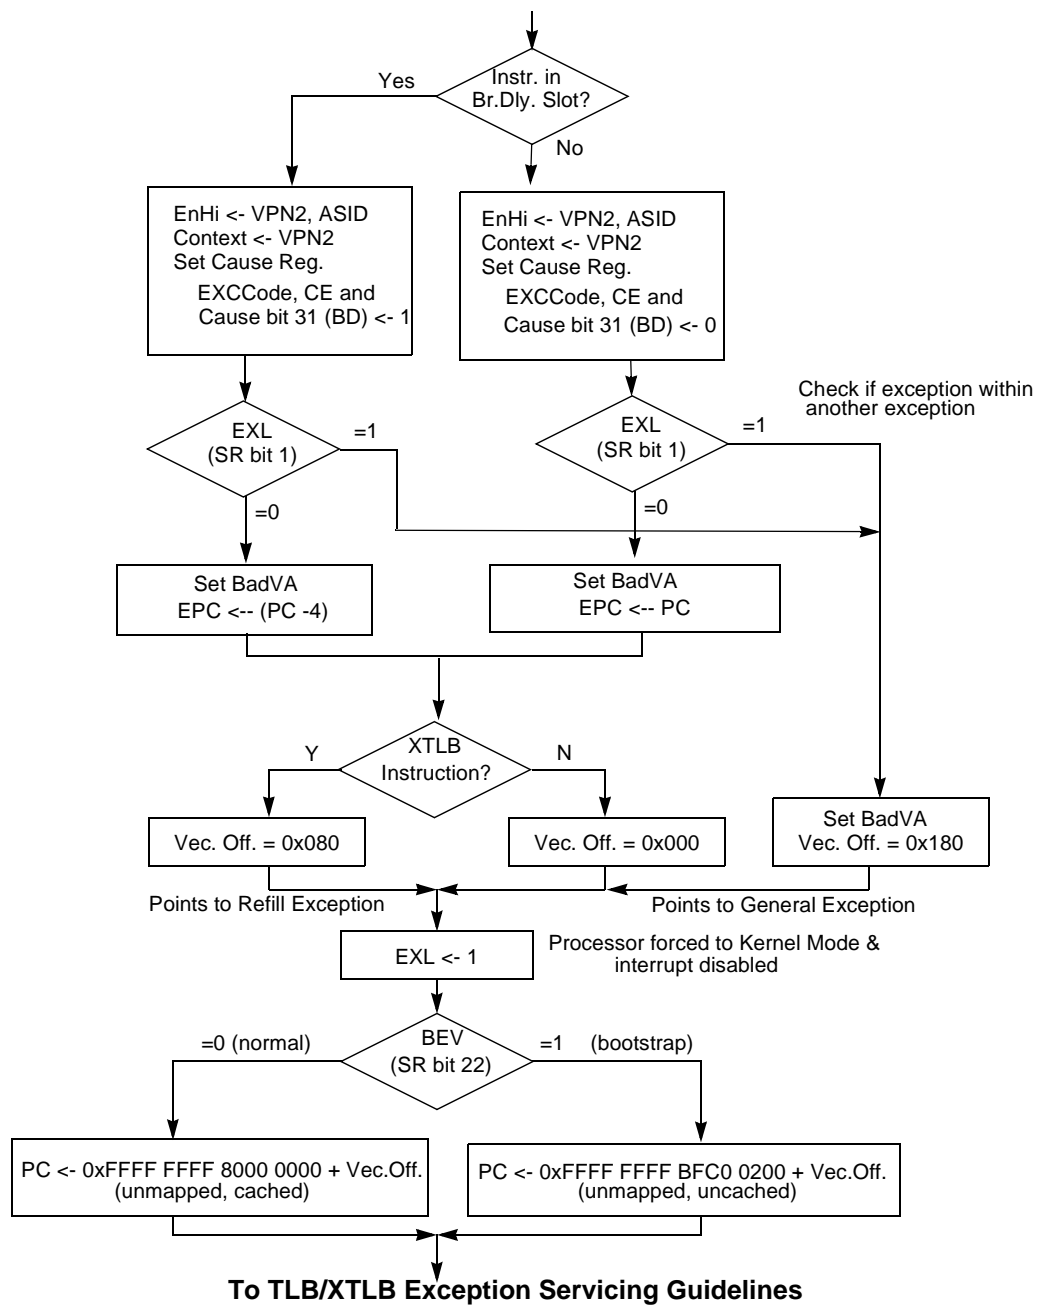 Instr. in
Br.Dly. Slot?
Yes
No
EnHi <- VPN2, ASID
Context <- VPN2
Set Cause Reg.
EXCCode, CE and
Cause bit 31 (BD) <- 1
EnHi <- VPN2, ASID
Context <- VPN2
Set Cause Reg.
EXCCode, CE and
Cause bit 31 (BD) <- 0
Check if exception within
another exception
EXL
(SR bit 1)
=1
=0
EXL
(SR bit 1)
=1
=0
Set BadVA
EPC <-- (PC -4)
Set BadVA
EPC <-- PC
XTLB
Instruction?
Y
N
Vec. Off. = 0x080
Vec. Off. = 0x000
Set BadVA
Vec. Off. = 0x180
Points to Refill Exception
Points to General Exception
EXL <- 1
Processor forced to Kernel Mode &
interrupt disabled
BEV
(SR bit 22)
=0 (normal)
=1 (bootstrap)
PC <- 0xFFFF FFFF 8000 0000 + Vec.Off.
(unmapped, cached)
PC <- 0xFFFF FFFF BFC0 0200 + Vec.Off.
(unmapped, uncached)
To TLB/XTLB Exception Servicing Guidelines